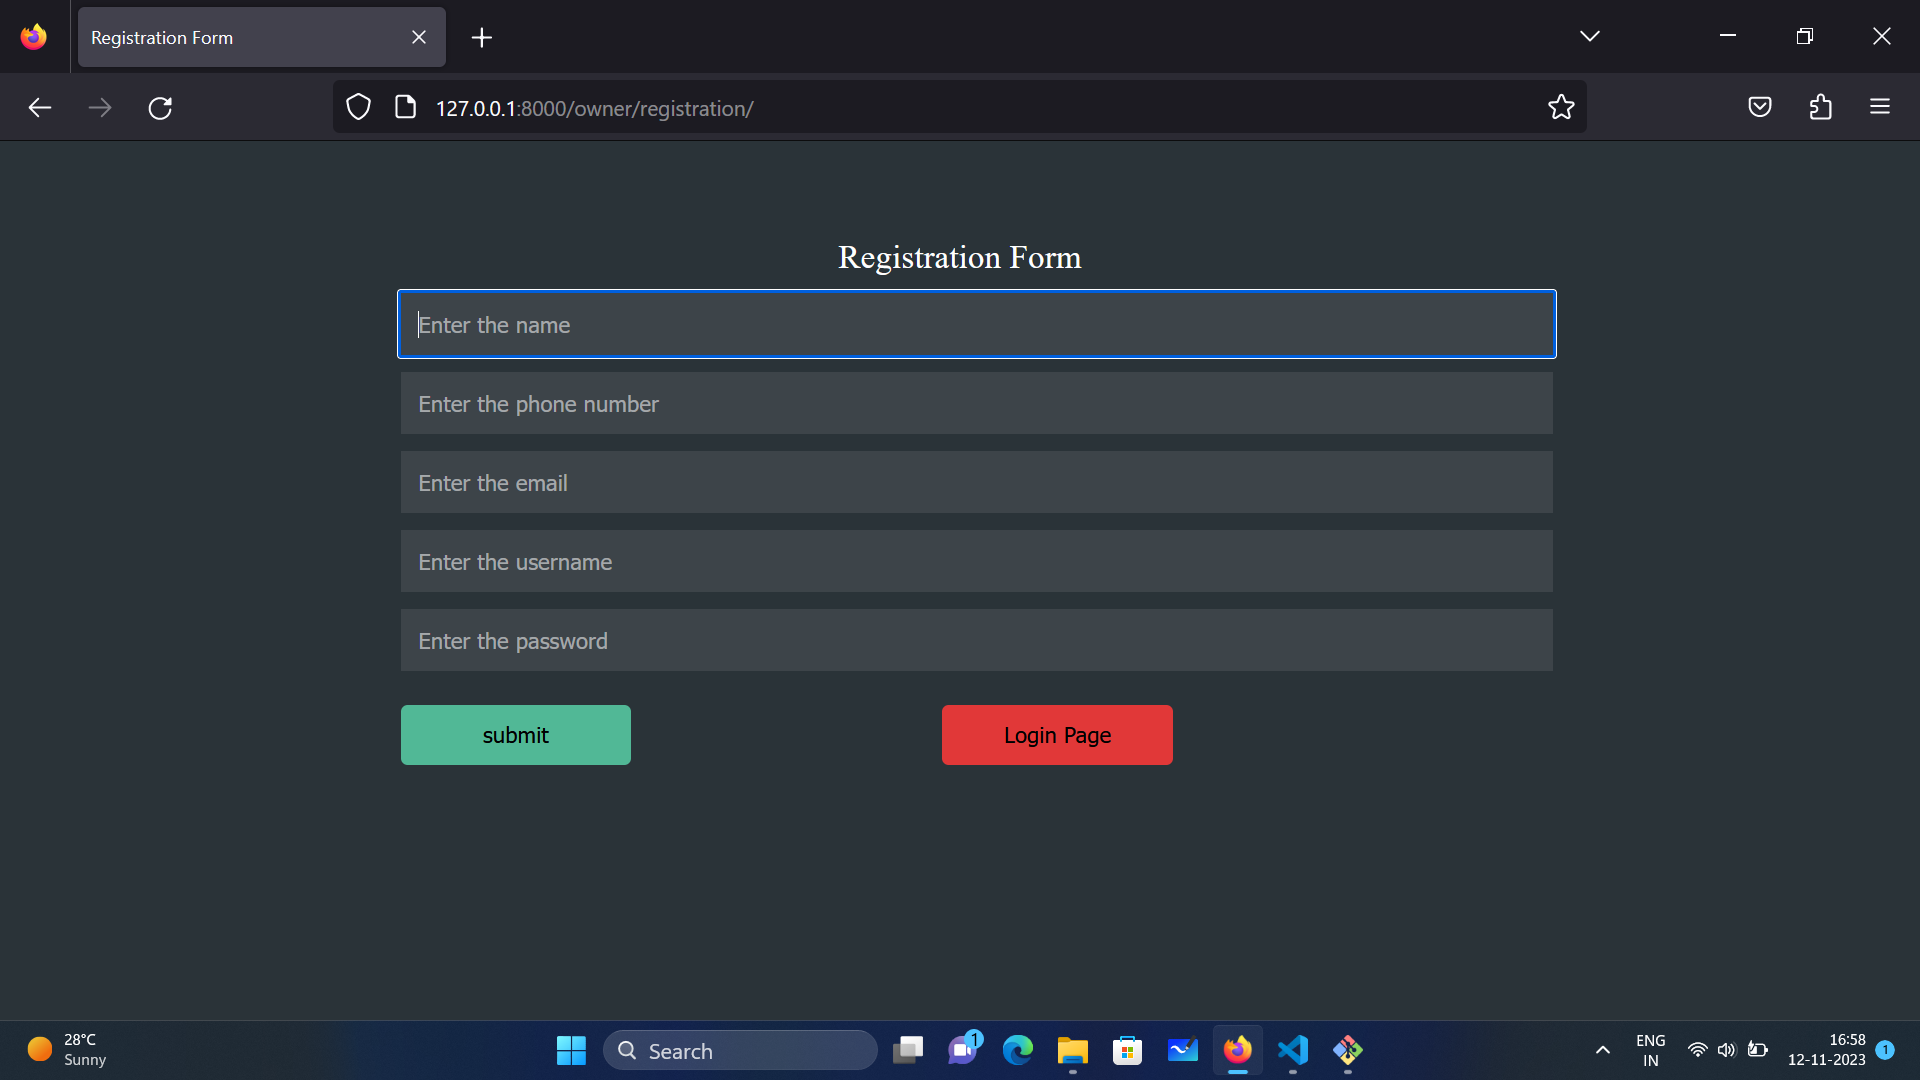 Registration Form
127.0.0.1:8000/owner/registration/
Registration Form
Enter the name
Enter the phone number
Enter the email
Enter the username
Enter the password
submit
Login Page
28°C
Sunny
Search
1
ENG
IN
16:58
12-11-2023
1